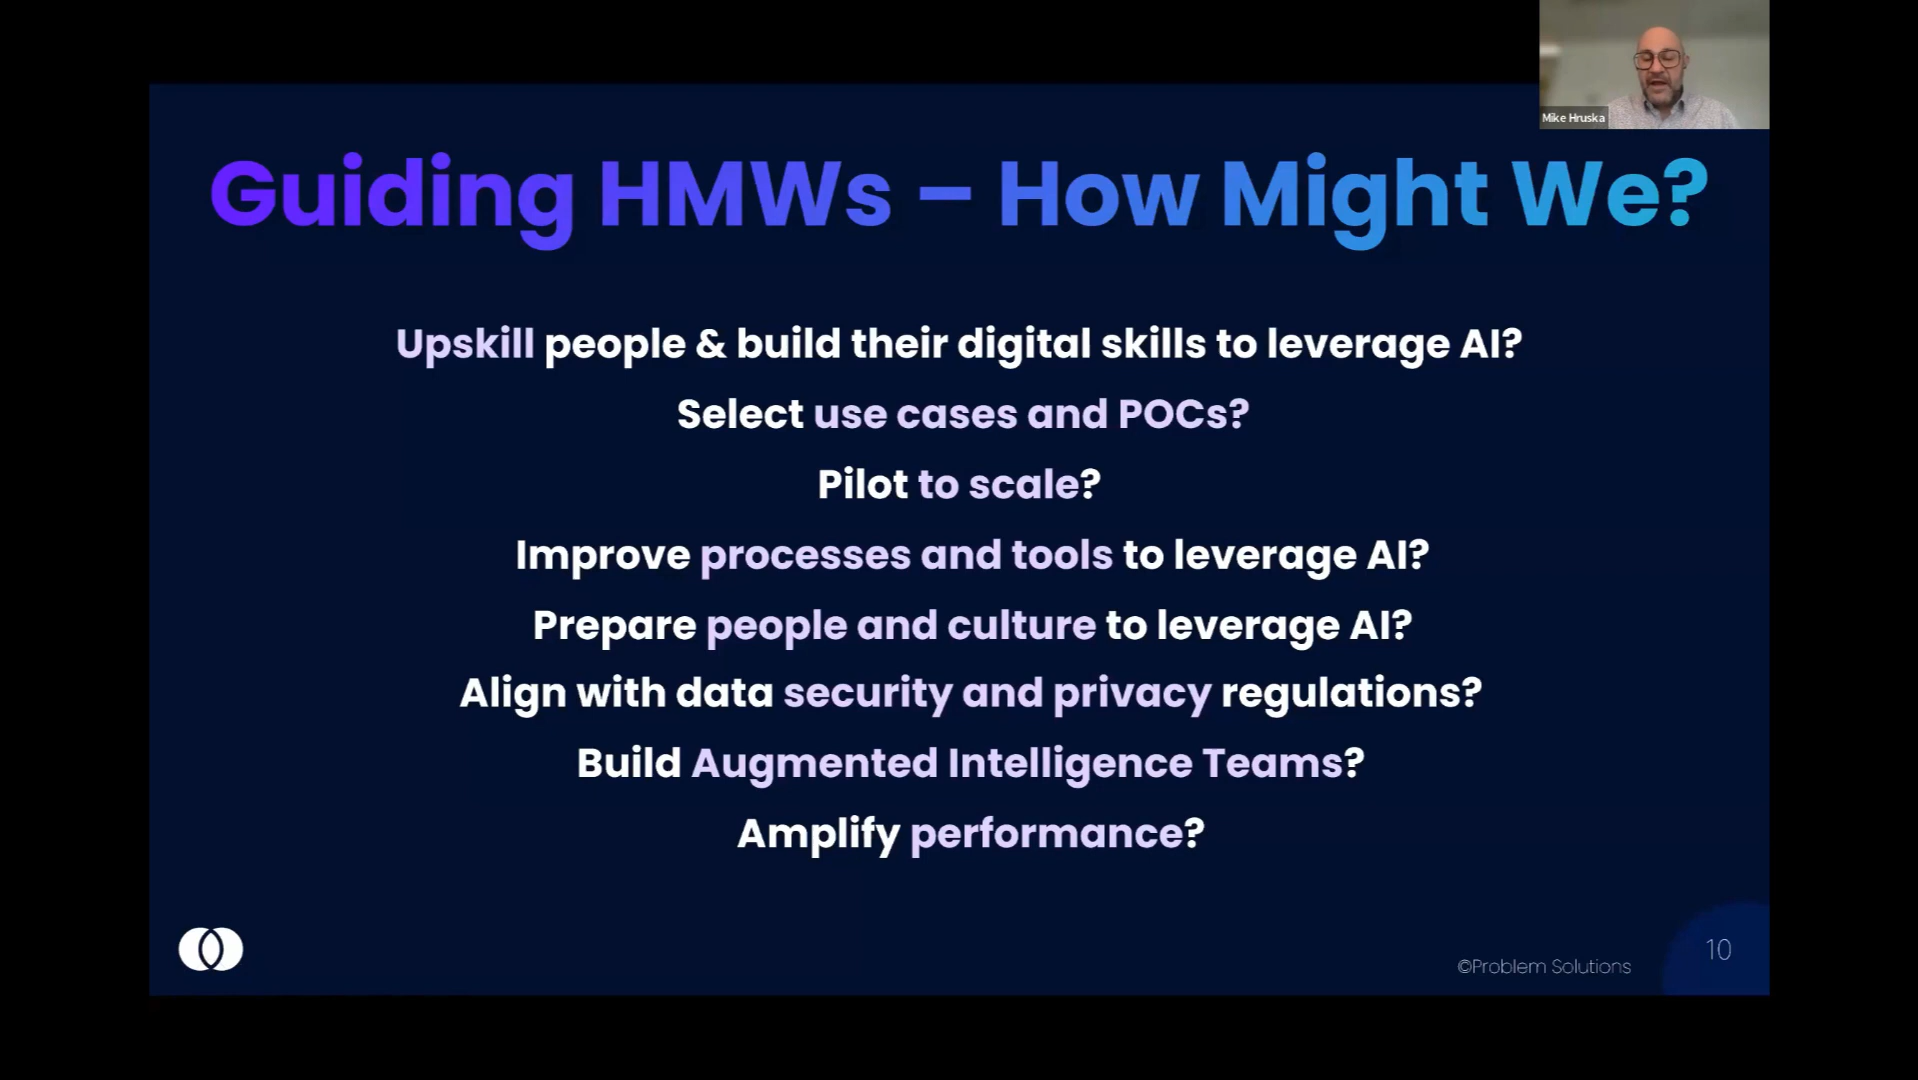 Mike Hruska
Guiding HMWs – How Might We?
Upskill people & build their digital skills to leverage AI?
Select use cases and POCs?
Pilot to scale?
Improve processes and tools to leverage AI?
Prepare people and culture to leverage AI?
Align with data security and privacy regulations?
Build Augmented Intelligence Teams?
Amplify performance?
©Problem Solutions
10